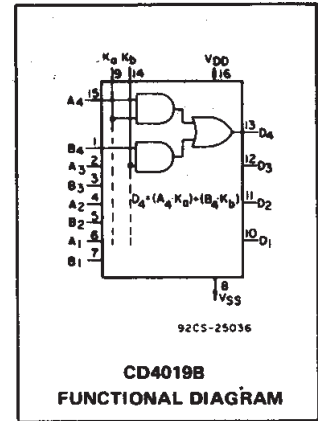 Ka Kb VDD
9 14 16
15
A4
1
B4
13 D4
2
A3
12 D3
3
B3
4
A2
D4=(A4·Ka)+(B4·Kb)
11 D2
5
B2
6
A1
10 D1
7
B1
8
VSS
92CS-25036
CD4019B
FUNCTIONAL DIAGRAM